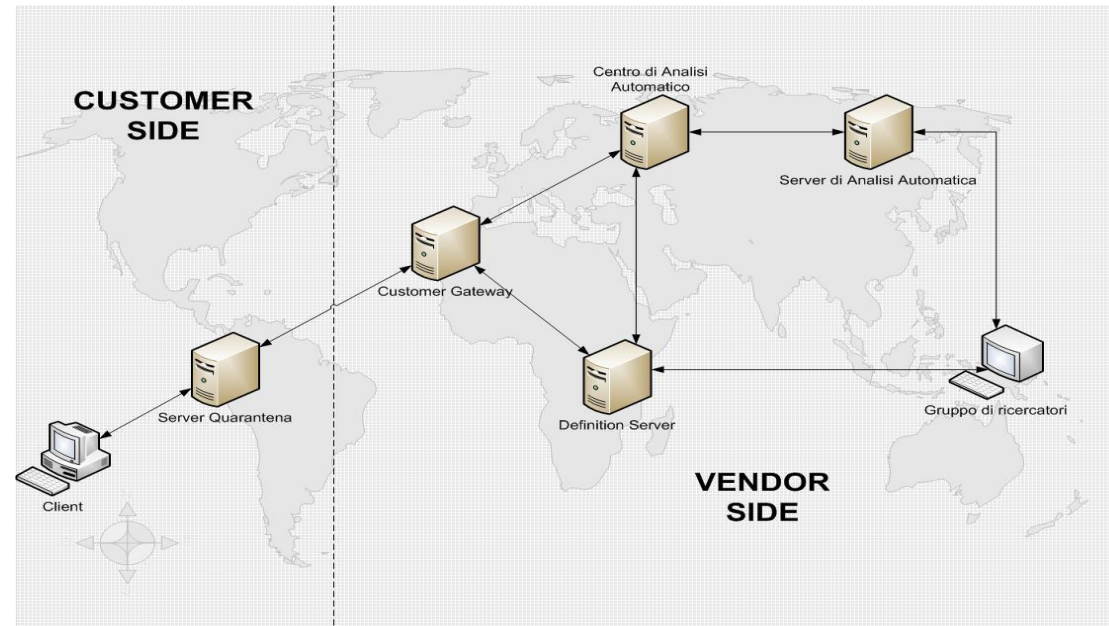 CUSTOMER
SIDE
Centro di Analisi
Automatico
Server di Analisi Automatica
Customer Gateway
Server Quarantena
Definition Server
Gruppo di ricercatori
Client
VENDOR
SIDE